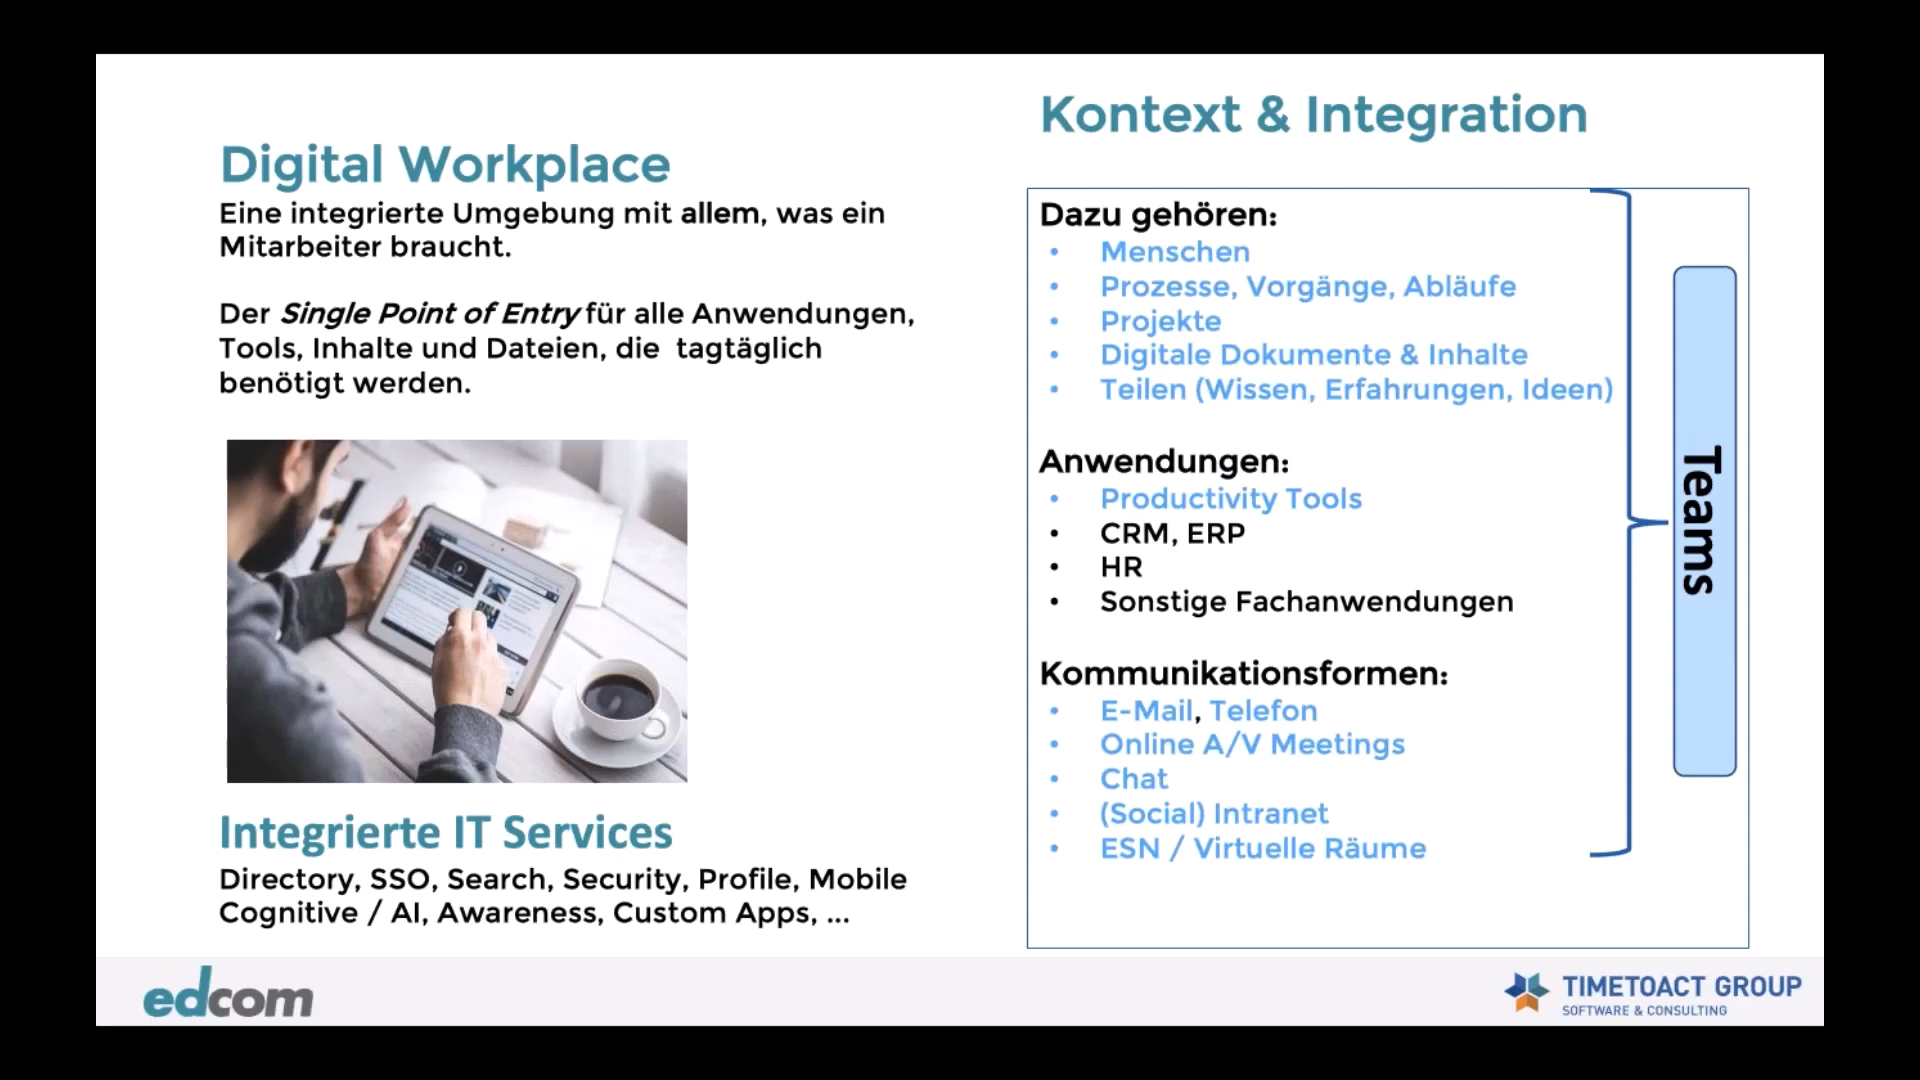 Digital Workplace
Eine integrierte Umgebung mit allem, was ein
Mitarbeiter braucht.
Der Single Point of Entry für alle Anwendungen,
Tools, Inhalte und Dateien, die tagtäglich
benötigt werden.
Integrierte IT Services
Directory, SSO, Search, Security, Profile, Mobile
Cognitive / AI, Awareness, Custom Apps, ...
Kontext & Integration
Dazu gehören:
• Menschen
• Prozesse, Vorgänge, Abläufe
• Projekte
• Digitale Dokumente & Inhalte
• Teilen (Wissen, Erfahrungen, Ideen)
Anwendungen:
• Productivity Tools
• CRM, ERP
• HR
• Sonstige Fachanwendungen
Kommunikationsformen:
• E-Mail, Telefon
• Online A/V Meetings
• Chat
• (Social) Intranet
• ESN / Virtuelle Räume
Teams
edcom
TIMETOACT GROUP
SOFTWARE & CONSULTING